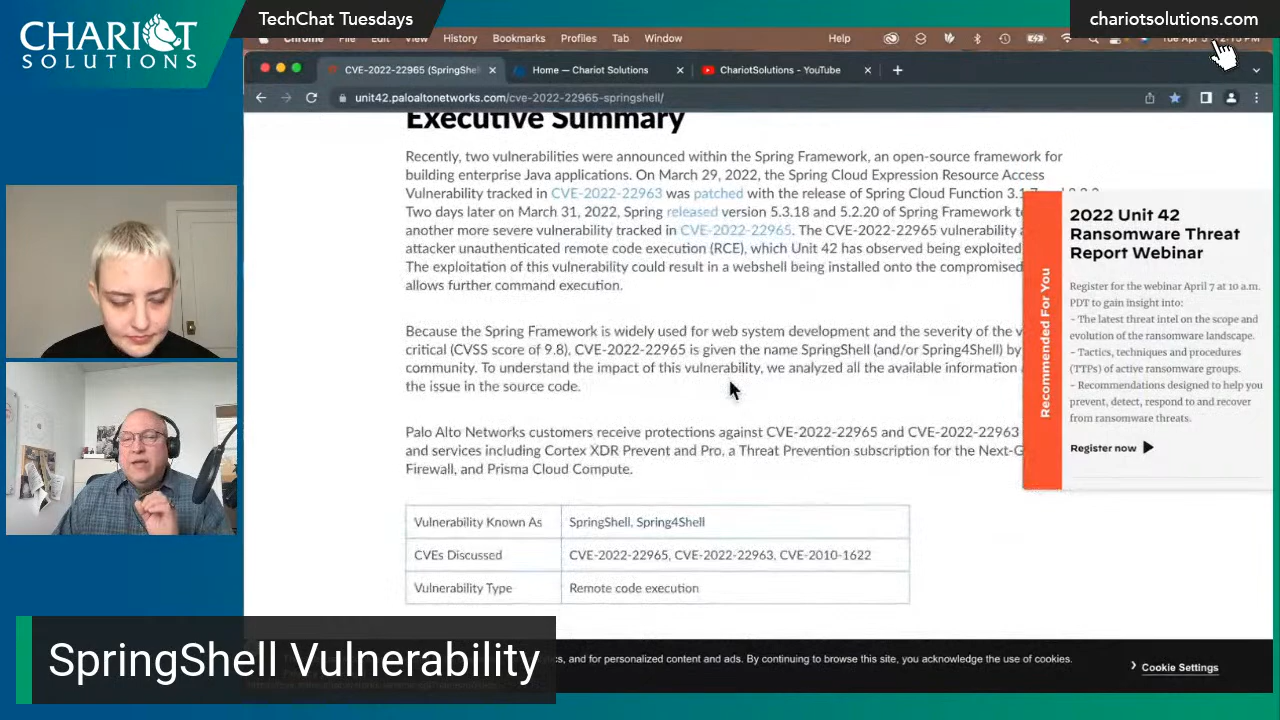 CHARIOT
SOLUTIONS
TechChat Tuesdays
chariotsolutions.com
Chrome File Edit View History Bookmarks Profiles Tab Window Help
CVE-2022-22965 (SpringShe
Home — Chariot Solutions
ChariotSolutions - YouTube
unit42.paloaltonetworks.com/cve-2022-22965-springshell/
Executive Summary
Recently, two vulnerabilities were announced within the Spring Framework, an open-source framework for
building enterprise Java applications. On March 29, 2022, the Spring Cloud Expression Resource Access
Vulnerability tracked in CVE-2022-22963 was patched with the release of Spring Cloud Function
Two days later on March 31, 2022, Spring released version 5.3.18 and 5.2.20 of Spring Framework
another more severe vulnerability tracked in CVE-2022-22965. The CVE-2022-22965 vulnerability
attacker unauthenticated remote code execution (RCE), which Unit 42 has observed being exploited
The exploitation of this vulnerability could result in a webshell being installed onto the compromised
allows further command execution.
Because the Spring Framework is widely used for web system development and the severity of the v
critical (CVSS score of 9.8), CVE-2022-22965 is given the name SpringShell (and/or Spring4Shell) by
community. To understand the impact of this vulnerability, we analyzed all the available information
the issue in the source code.
Palo Alto Networks customers receive protections against CVE-2022-22965 and CVE-2022-22963
and services including Cortex XDR Prevent and Pro, a Threat Prevention subscription for the Next-G
Firewall, and Prisma Cloud Compute.
Vulnerability Known As SpringShell, Spring4Shell
CVEs Discussed CVE-2022-22965, CVE-2022-22963, CVE-2010-1622
Vulnerability Type Remote code execution
Recommended For You
2022 Unit 42
Ransomware Threat
Report Webinar
Register for the webinar April 7 at 10 a.m.
PDT to gain insight into:
- The latest threat intel on the scope and
evolution of the ransomware landscape.
- Tactics, techniques and procedures
(TTPs) of active ransomware groups.
- Recommendations designed to help you
prevent, detect, respond to and recover
from ransomware threats.
Register now
cs, and for personalized content and ads. By continuing to browse this site, you acknowledge the use of cookies.
Cookie Settings
SpringShell Vulnerability